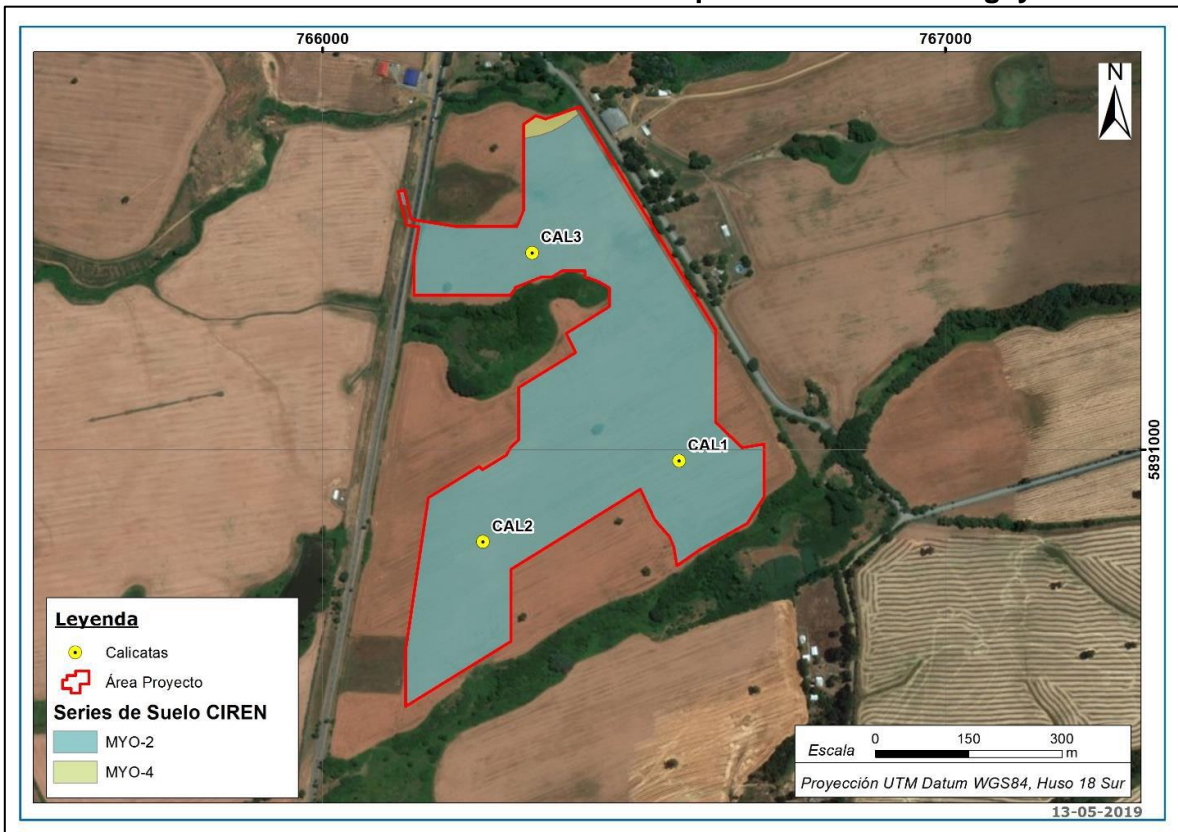 766000
767000
N
CAL3
5891000
CAL1
CAL2
Leyenda
Calicatas
Área Proyecto
Series de Suelo CIREN
MYO-2
MYO-4
Escala 0 150 300
m
Proyección UTM Datum WGS84, Huso 18 Sur
13-05-2019